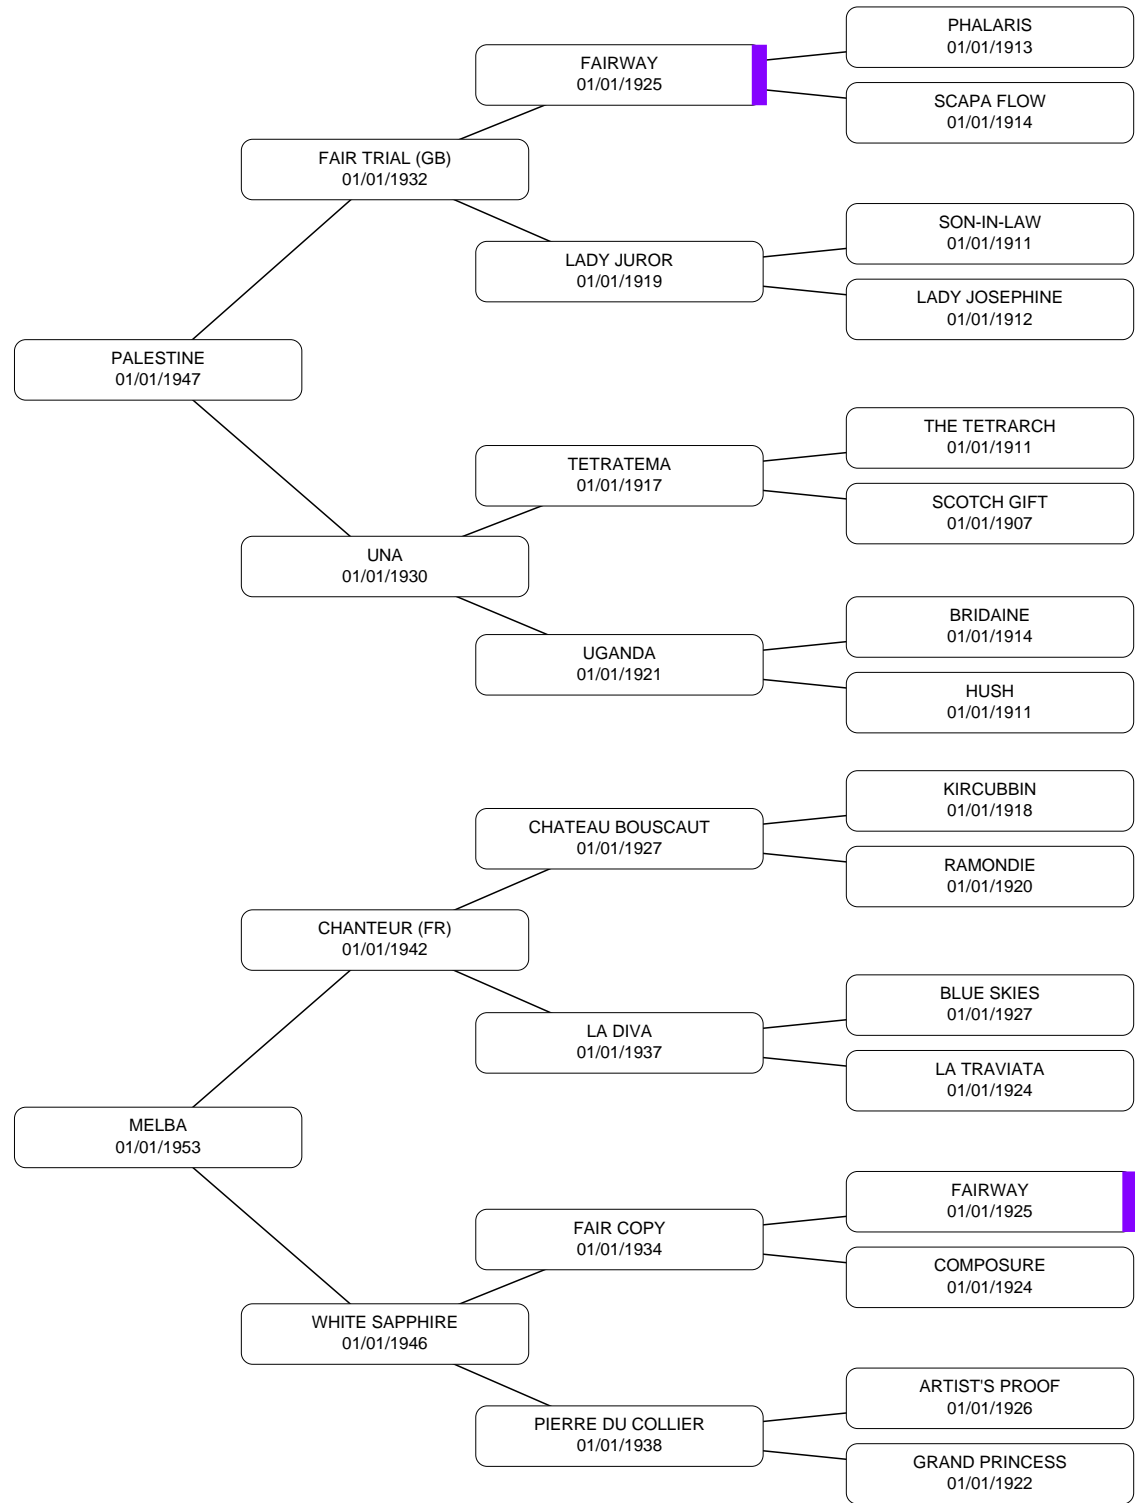 PHALARIS
01/01/1913
FAIRWAY
01/01/1925
SCAPA FLOW
01/01/1914
FAIR TRIAL (GB)
01/01/1932
SON-IN-LAW
01/01/1911
LADY JUROR
01/01/1919
LADY JOSEPHINE
01/01/1912
PALESTINE
01/01/1947
THE TETRARCH
01/01/1911
TETRATEMA
01/01/1917
SCOTCH GIFT
01/01/1907
UNA
01/01/1930
BRIDAINE
01/01/1914
UGANDA
01/01/1921
HUSH
01/01/1911
KIRCUBBIN
01/01/1918
CHATEAU BOUSCAUT
01/01/1927
RAMONDIE
01/01/1920
CHANTEUR (FR)
01/01/1942
BLUE SKIES
01/01/1927
LA DIVA
01/01/1937
LA TRAVIATA
01/01/1924
MELBA
01/01/1953
FAIRWAY
01/01/1925
FAIR COPY
01/01/1934
COMPOSURE
01/01/1924
WHITE SAPPHIRE
01/01/1946
ARTIST'S PROOF
01/01/1926
PIERRE DU COLLIER
01/01/1938
GRAND PRINCESS
01/01/1922